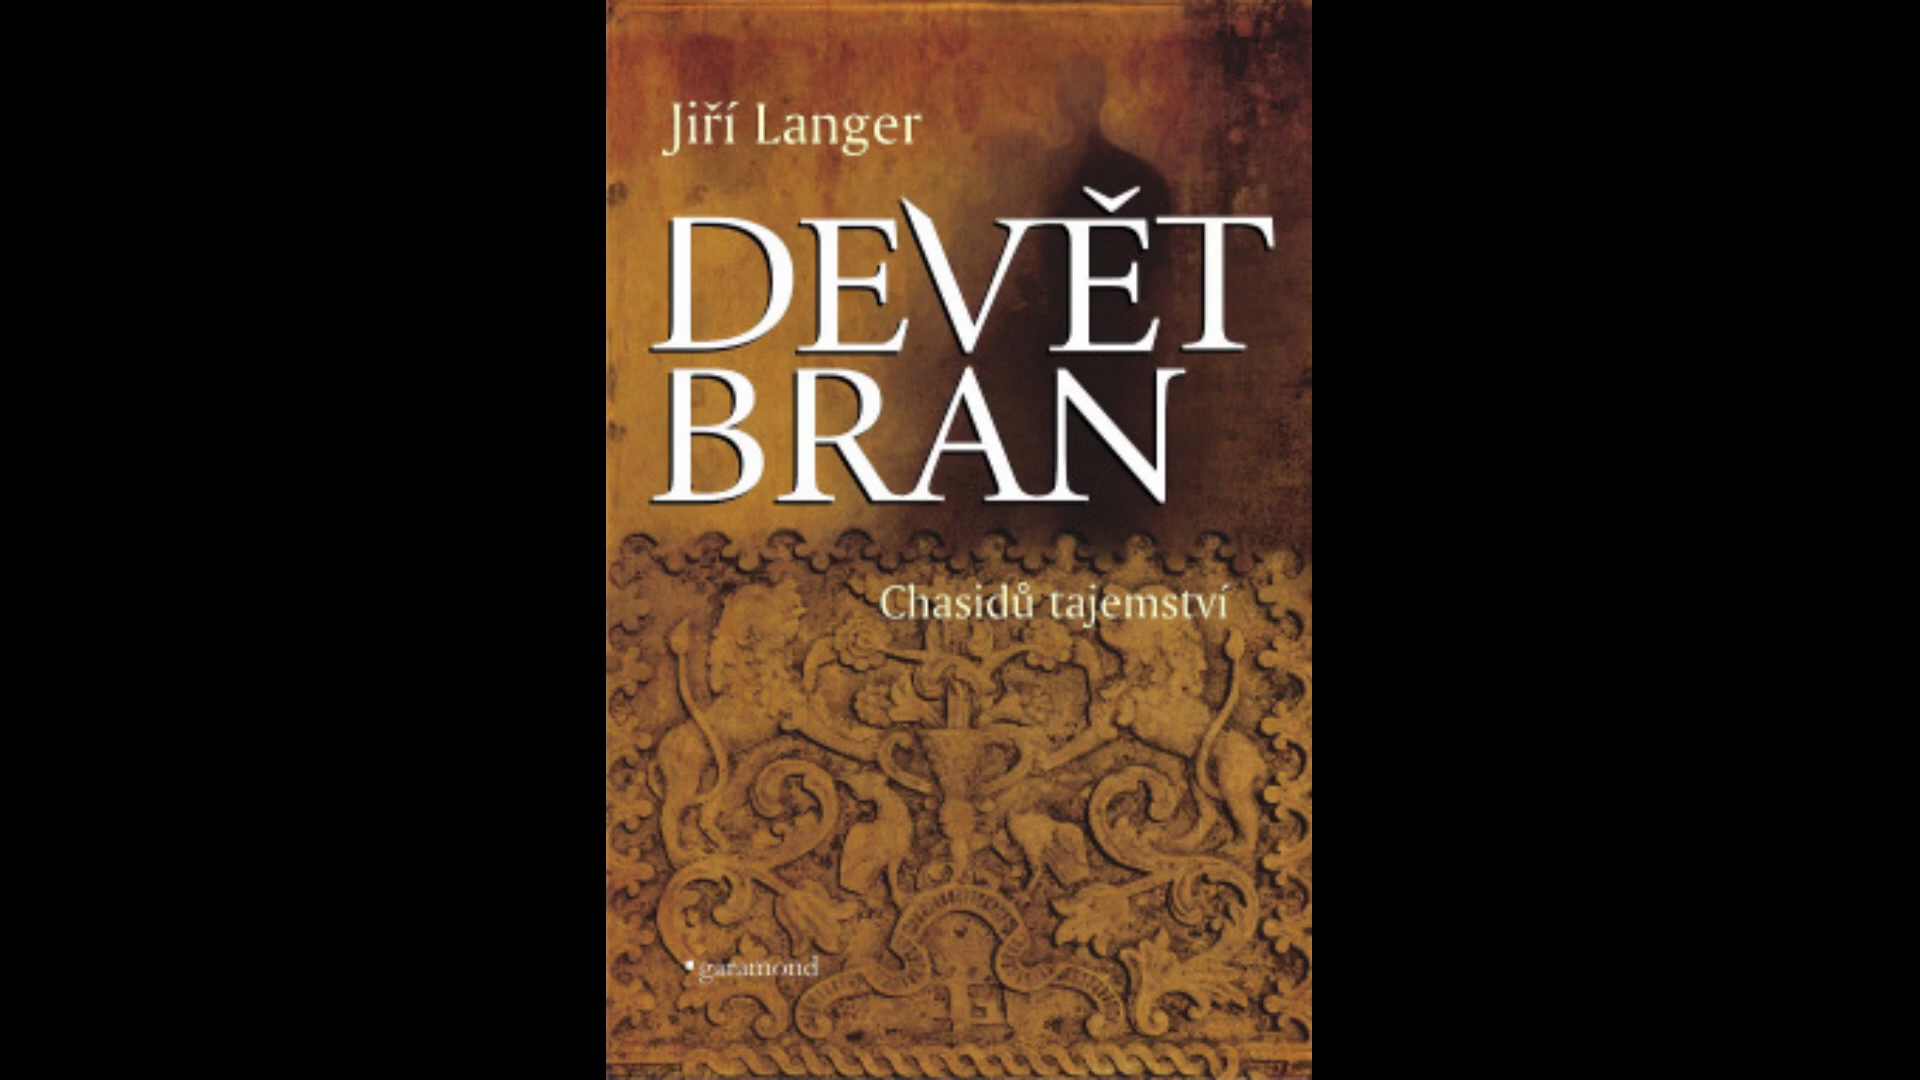 Jiří Langer
DEVĚT
BRAN
Chasidů tajemství
garamond